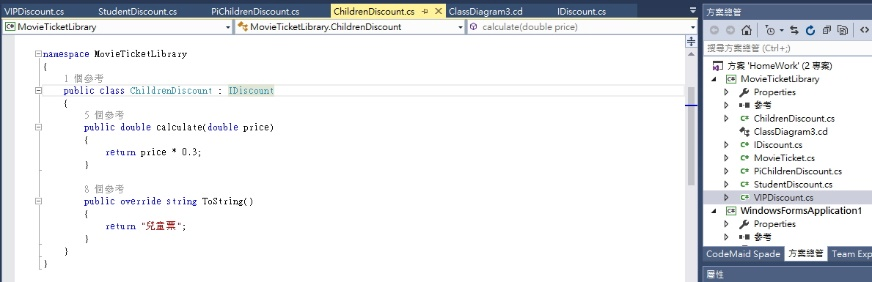 VIPDiscount.cs StudentDiscount.cs PiChildrenDiscount.cs ChildrenDiscount.cs ClassDiagram3.cd IDiscount.cs
MovieTicketLibrary MovieTicketLibrary.ChildrenDiscount calculate(double price)
namespace MovieTicketLibrary
{
1 個參考
public class ChildrenDiscount : IDiscount
{
5 個參考
public double calculate(double price)
{
return price * 0.3;
}
8 個參考
public override string ToString()
{
return "兒童票";
}
}
}
方案總管
搜尋方案總管 (Ctrl+;)
方案 'HomeWork' (2 專案)
MovieTicketLibrary
Properties
參考
ChildrenDiscount.cs
ClassDiagram3.cd
IDiscount.cs
MovieTicket.cs
PiChildrenDiscount.cs
StudentDiscount.cs
VIPDiscount.cs
WindowsFormsApplication1
Properties
參考
CodeMaid Spade 方案總管 Team Exp
屬性